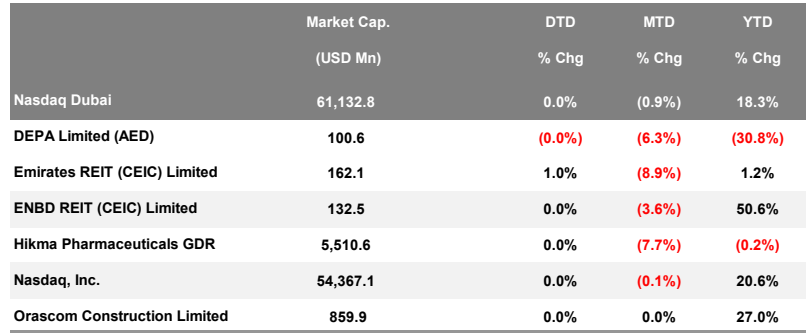 Market Cap. DTD MTD YTD
(USD Mn) % Chg % Chg % Chg
Nasdaq Dubai 61,132.8 0.0% (0.9%) 18.3%
DEPA Limited (AED) 100.6 (0.0%) (6.3%) (30.8%)
Emirates REIT (CEIC) Limited 162.1 1.0% (8.9%) 1.2%
ENBD REIT (CEIC) Limited 132.5 0.0% (3.6%) 50.6%
Hikma Pharmaceuticals GDR 5,510.6 0.0% (7.7%) (0.2%)
Nasdaq, Inc. 54,367.1 0.0% (0.1%) 20.6%
Orascom Construction Limited 859.9 0.0% 0.0% 27.0%